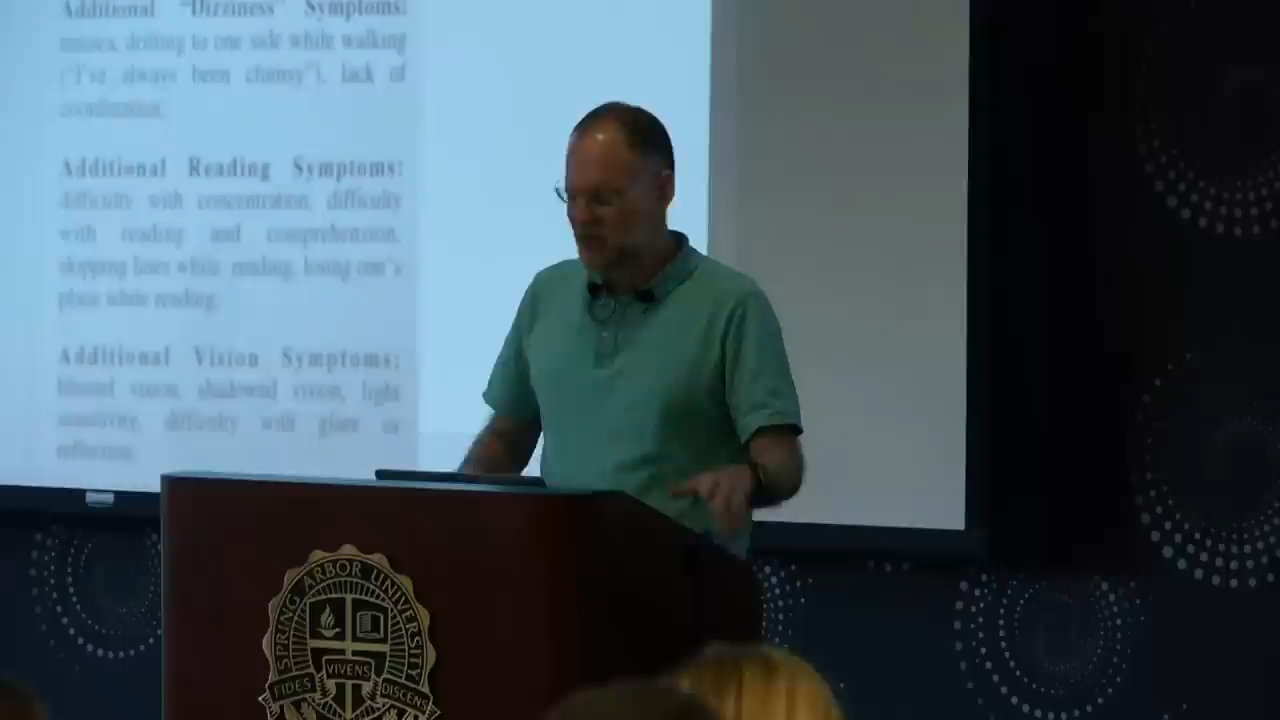 Additional "Dizziness" Symptoms:
nausea, drifting to one side while walking
("I've always been clumsy"), lack of
coordination.
Additional Reading Symptoms:
difficulty with concentration, difficulty
with reading and comprehension,
skipping lines while reading, losing one's
place while reading.
Additional Vision Symptoms:
blurred vision, shadowed vision, light
sensitivity, difficulty with glare or
reflection.
SPRING ARBOR UNIVERSITY
VIVENS
FIDES DISCENS